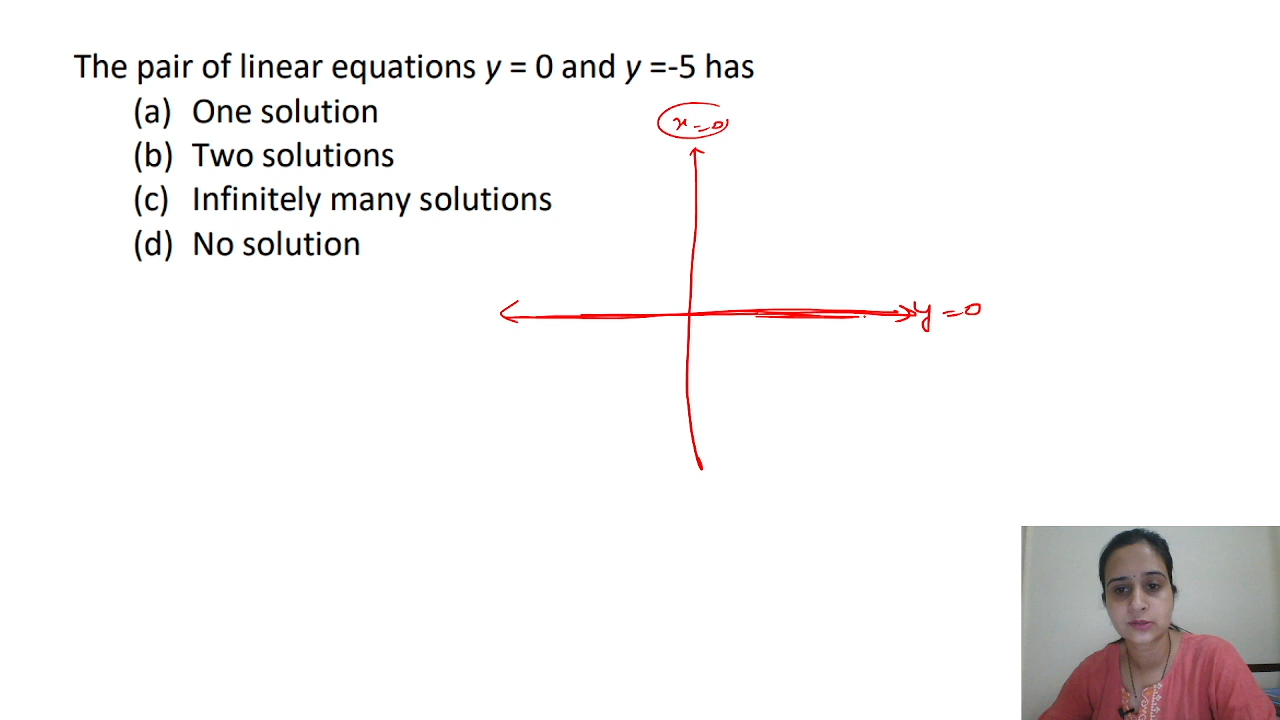 The pair of linear equations y = 0 and y =-5 has
(a) One solution
x=0
(b) Two solutions
(c) Infinitely many solutions
(d) No solution
y=0